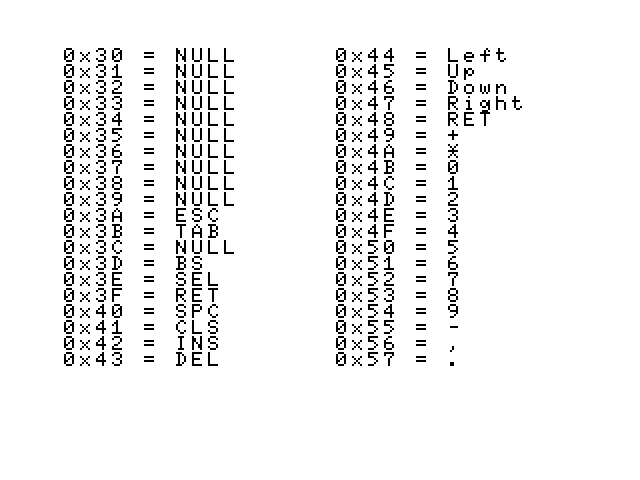 0x30 = NULL
0x31 = NULL
0x32 = NULL
0x33 = NULL
0x34 = NULL
0x35 = NULL
0x36 = NULL
0x37 = NULL
0x38 = NULL
0x39 = NULL
0x3A = ESC
0x3B = TAB
0x3C = NULL
0x3D = BS
0x3E = SEL
0x3F = RET
0x40 = SPC
0x41 = CLS
0x42 = INS
0x43 = DEL
0x44 = Left
0x45 = Up
0x46 = Down
0x47 = Right
0x48 = RET
0x49 = +
0x4A = *
0x4B = 0
0x4C = 1
0x4D = 2
0x4E = 3
0x4F = 4
0x50 = 5
0x51 = 6
0x52 = 7
0x53 = 8
0x54 = 9
0x55 = -
0x56 = ,
0x57 = .